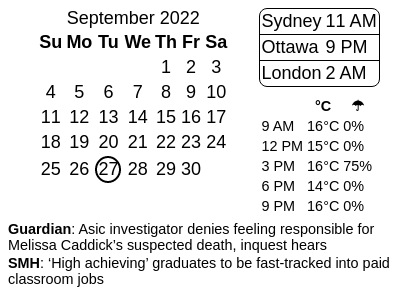 September 2022
Su Mo Tu We Th Fr Sa
1 2 3
4 5 6 7 8 9 10
11 12 13 14 15 16 17
18 19 20 21 22 23 24
25 26 27 28 29 30
Sydney 11 AM
Ottawa 9 PM
London 2 AM
°C ☂
9 AM 16°C 0%
12 PM 15°C 0%
3 PM 16°C 75%
6 PM 14°C 0%
9 PM 16°C 0%
Guardian: Asic investigator denies feeling responsible for
Melissa Caddick’s suspected death, inquest hears
SMH: ‘High achieving’ graduates to be fast-tracked into paid
classroom jobs